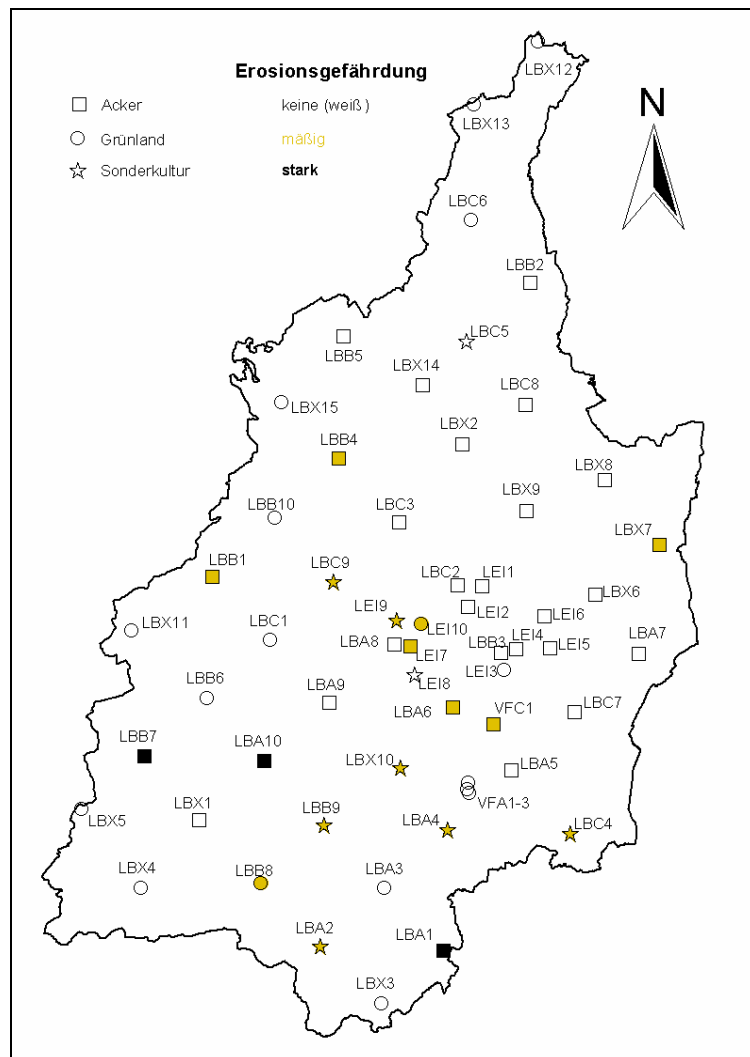 Erosionsgefährdung
Acker keine (weiß)
Grünland mäßig
Sonderkultur stark
N
LBX12
LBX13
LBC6
LBB2
LBC5
LBB5
LBX14
LBC8
LBX15
LBX2
LBB4
LBX8
LBB10
LBC3
LBX9
LBX7
LBB1
LBC9
LBC2 LEI1
LBX6
LEI9
LEI2
LEI6
LBX11
LBC1
LEI10
LBA8
LBB3 LEI4
LEI5
LBA7
LEI7
LEI3
LBB6
LEI8
LBA9
LBA6
VFC1
LBC7
LBB7
LBA10
LBX10
LBA5
LBX5
LBX1
LBB9
VFA1-3
LBA4
LBC4
LBX4
LBB8
LBA3
LBA2
LBA1
LBX3